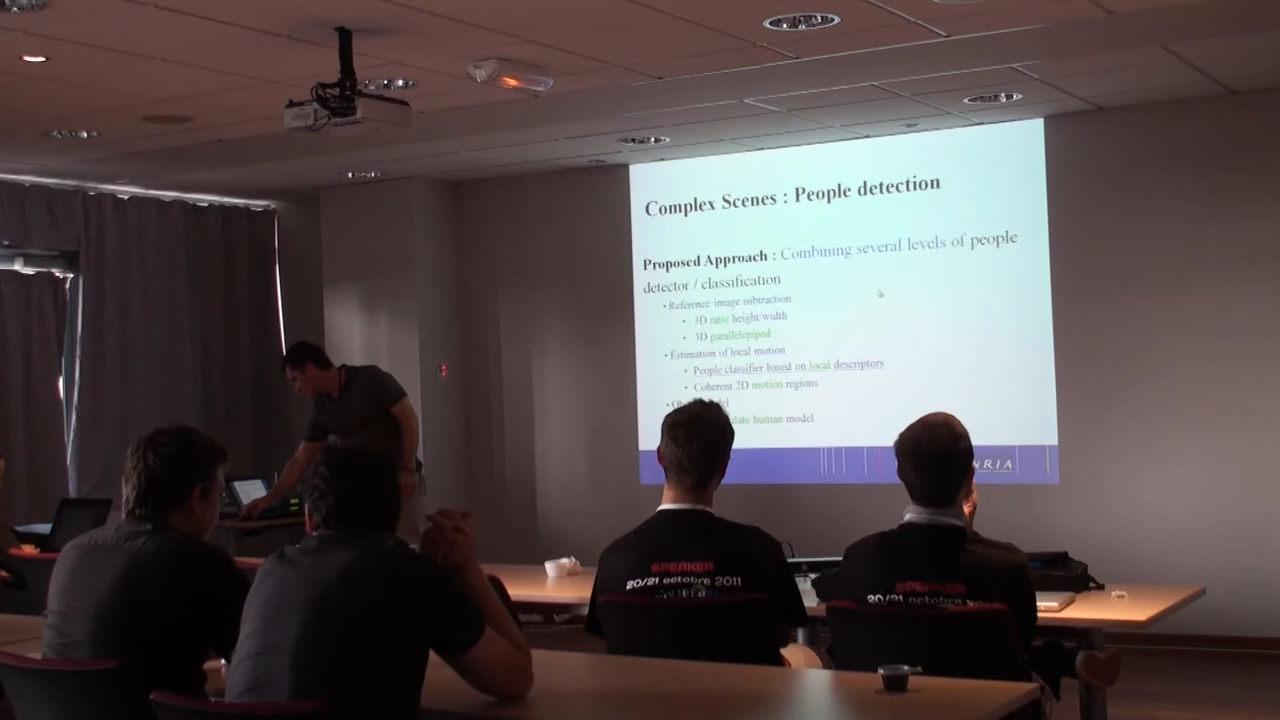 Complex Scenes : People detection
Proposed Approach : Combining several levels of people
detector / classification
• Reference image subtraction
• 3D ratio height/width
• 3D parallelepiped
• Estimation of local motion
• People classifier based on local descriptors
• Coherent 2D motion regions
human model
NRIA
SPEAKER
20/21 octobre 2011
SPEAKER
20/21 octobre